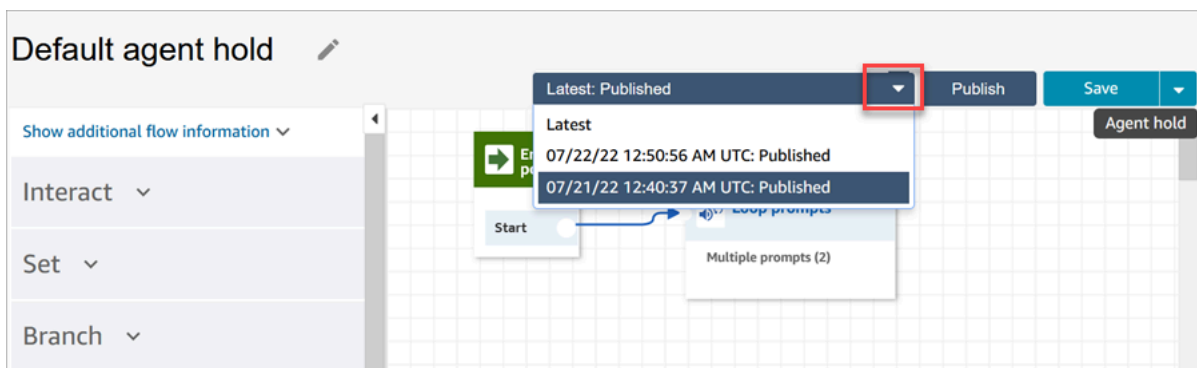 Default agent hold
Latest: Published
Publish
Save
Agent hold
Show additional flow information
Latest
07/22/22 12:50:56 AM UTC: Published
07/21/22 12:40:37 AM UTC: Published
Interact
Set
Branch
Start
Loop prompts
Multiple prompts (2)